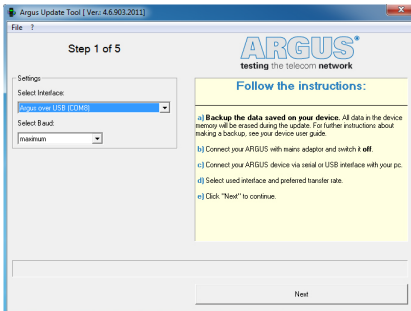 Argus Update Tool [ Ver.: 4.6.903.2011]
File ?
Step 1 of 5
ARGUS®
testing the telecom network
Settings
Select Interface:
Argus over USB (COM8)
Select Baud:
maximum
Follow the instructions:
a) Backup the data saved on your device. All data in the device
memory will be erased during the update. For further instructions about
making a backup, see your device user guide.
b) Connect your ARGUS with mains adaptor and switch it off.
c) Connect your ARGUS device via serial or USB interface with your pc.
d) Select used interface and preferred transfer rate.
e) Click "Next" to continue.
Next